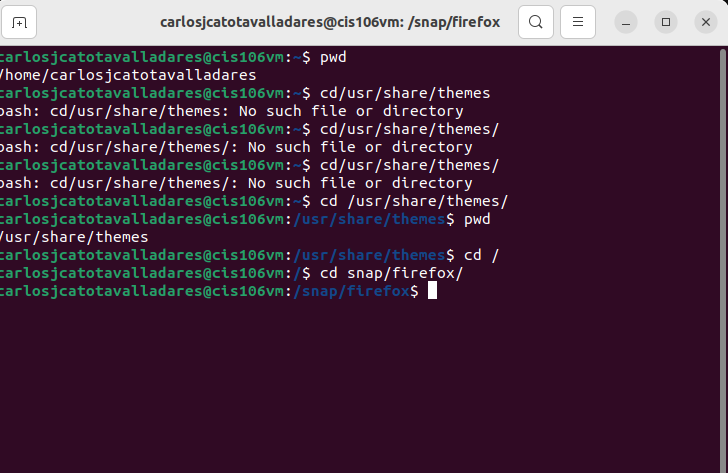 carlosjcatotavalladares@cis106vm: /snap/firefox
carlosjcatotavalladares@cis106vm:~$ pwd
/home/carlosjcatotavalladares
carlosjcatotavalladares@cis106vm:~$ cd/usr/share/themes
bash: cd/usr/share/themes: No such file or directory
carlosjcatotavalladares@cis106vm:~$ cd/usr/share/themes/
bash: cd/usr/share/themes/: No such file or directory
carlosjcatotavalladares@cis106vm:~$ cd/usr/share/themes/
bash: cd/usr/share/themes/: No such file or directory
carlosjcatotavalladares@cis106vm:~$ cd /usr/share/themes/
carlosjcatotavalladares@cis106vm:/usr/share/themes$ pwd
/usr/share/themes
carlosjcatotavalladares@cis106vm:/usr/share/themes$ cd /
carlosjcatotavalladares@cis106vm:/$ cd snap/firefox/
carlosjcatotavalladares@cis106vm:/snap/firefox$